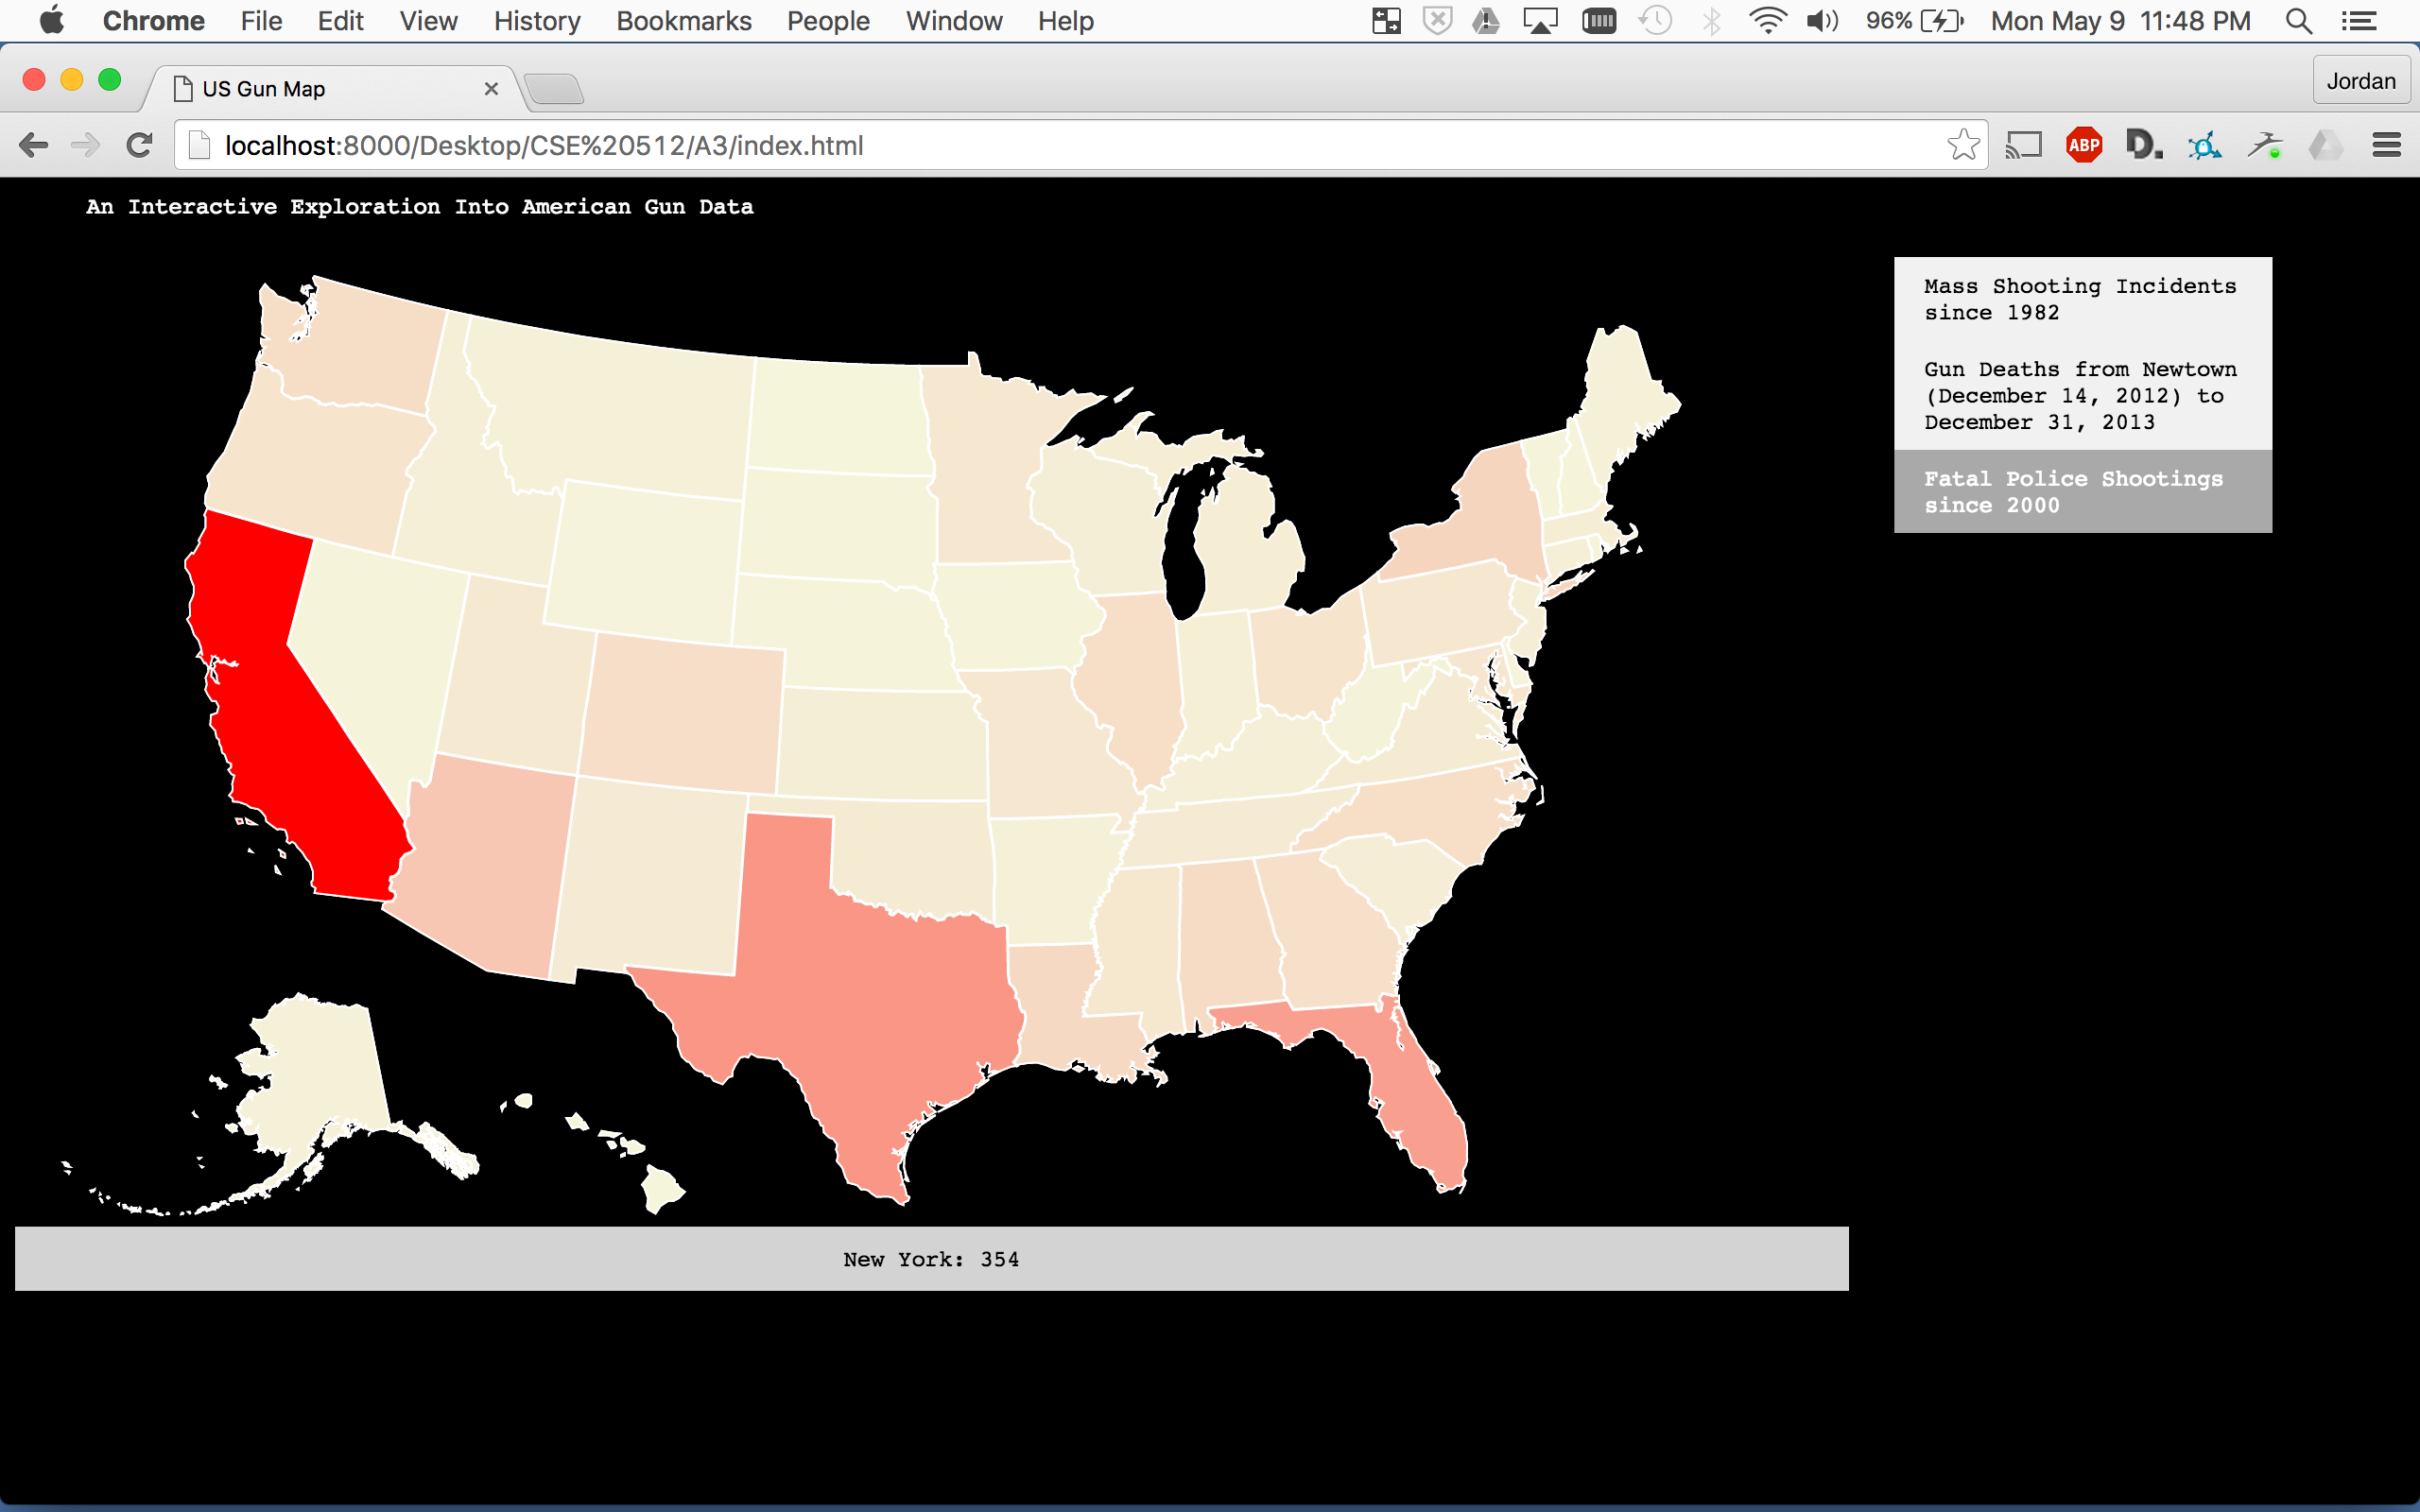 Chrome File Edit View History Bookmarks People Window Help 96% Mon May 9 11:48 PM
US Gun Map
Jordan
localhost:8000/Desktop/CSE%20512/A3/index.html
ABP
D.
An Interactive Exploration Into American Gun Data
Mass Shooting Incidents
since 1982
Gun Deaths from Newtown
(December 14, 2012) to
December 31, 2013
Fatal Police Shootings
since 2000
New York: 354